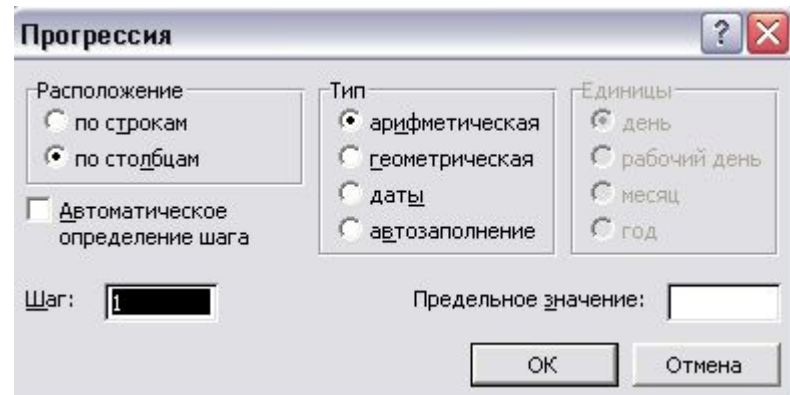 Прогрессия
Расположение
по строкам
по столбцам
Автоматическое
определение шага
Тип
арифметическая
геометрическая
даты
автозаполнение
Единицы
день
рабочий день
месяц
год
Шаг: 1
Предельное значение:
ОК
Отмена